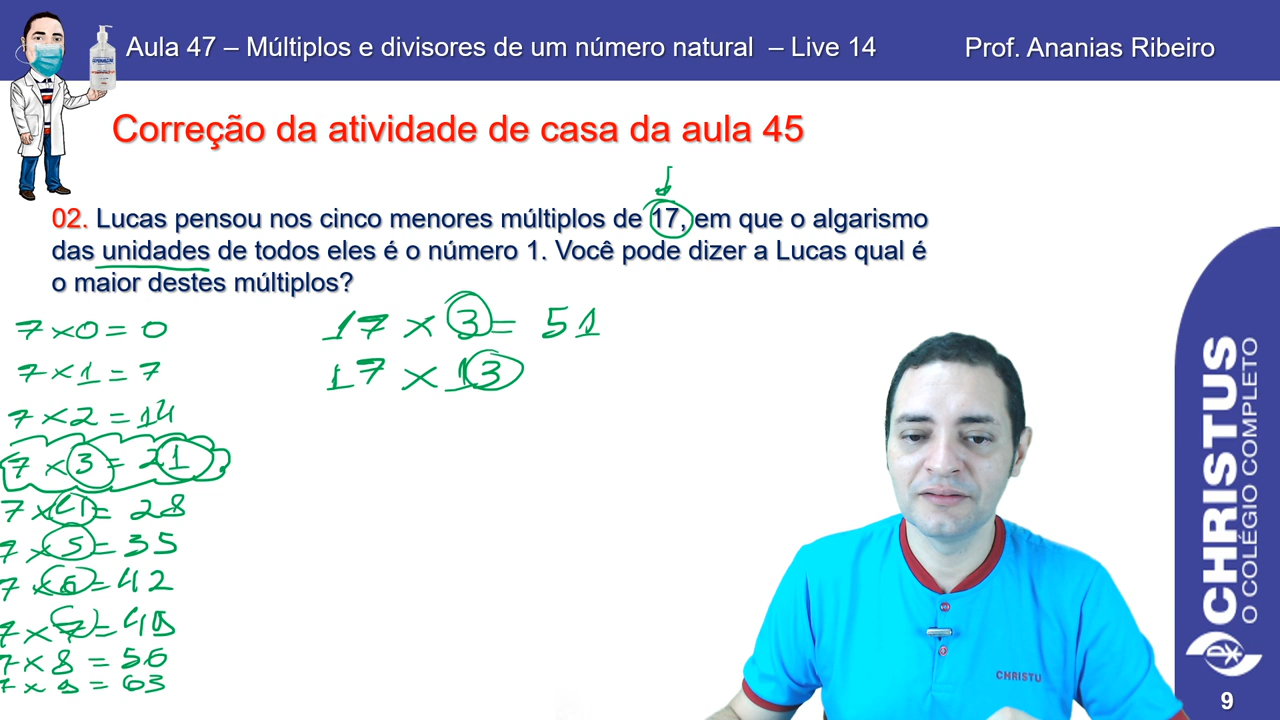 Aula 47 – Múltiplos e divisores de um número natural – Live 14 Prof. Ananias Ribeiro
Correção da atividade de casa da aula 45
02. Lucas pensou nos cinco menores múltiplos de 17, em que o algarismo
das unidades de todos eles é o número 1. Você pode dizer a Lucas qual é
o maior destes múltiplos?
7 × 0 = 0
7 × 1 = 7
7 × 2 = 14
7 × 3 = 21
7 × 4 = 28
7 × 5 = 35
7 × 6 = 42
7 × 7 = 49
7 × 8 = 56
7 × 9 = 63
17 × 3 = 51
17 × 13
CHRISTU
CHRISTUS
O COLÉGIO COMPLETO
9